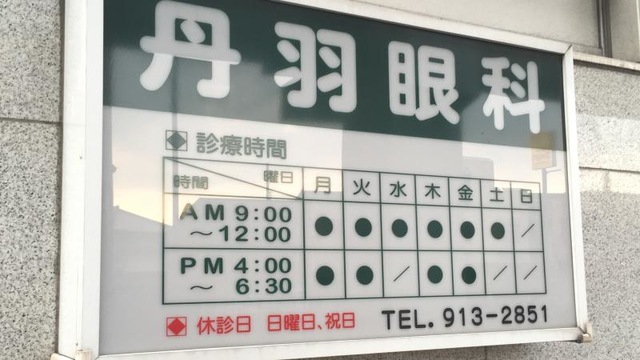 丹羽眼科
◆ 診療時間
時間 曜日 月 火 水 木 金 土 日
AM 9:00 ～12:00 ● ● ● ● ● ● ／
PM 4:00 ～ 6:30 ● ● ／ ● ● ／ ／
◆ 休診日 日曜日、祝日 TEL. 913-2851